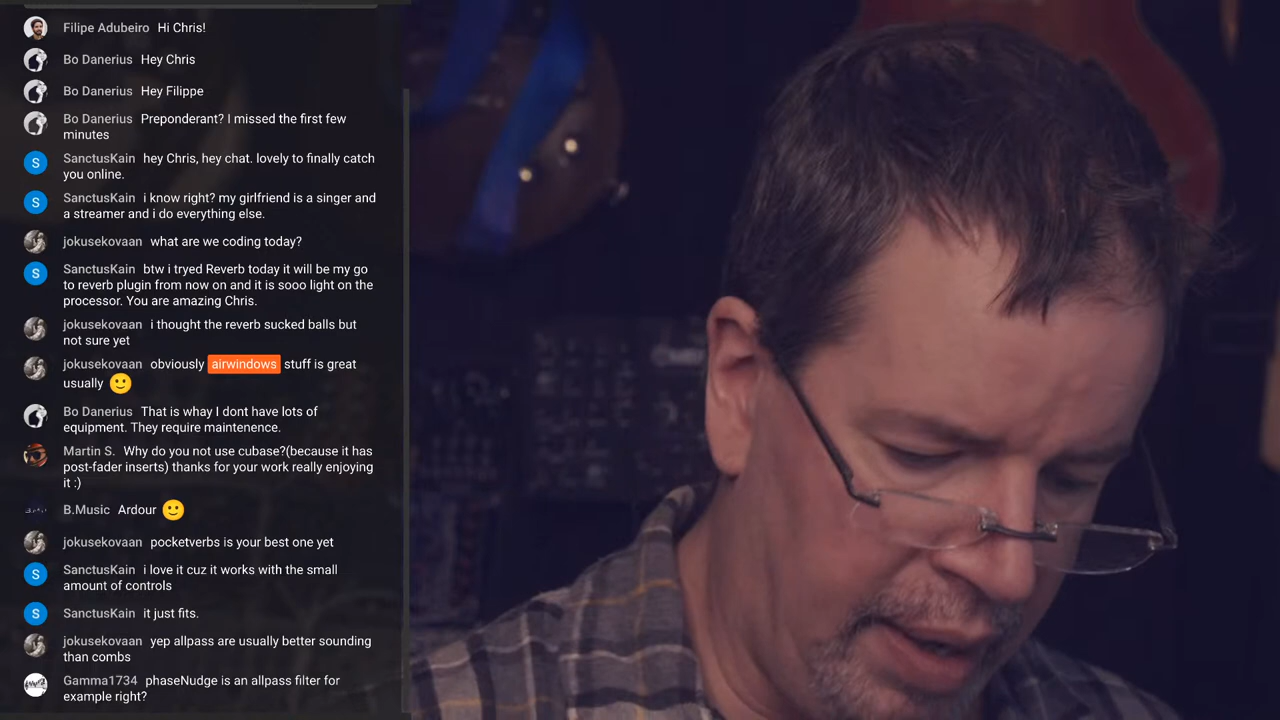 Filipe Adubeiro Hi Chris!
Bo Danerius Hey Chris
Bo Danerius Hey Filippe
Bo Danerius Preponderant? I missed the first few
minutes
S SanctusKain hey Chris, hey chat. lovely to finally catch
you online.
S SanctusKain i know right? my girlfriend is a singer and
a streamer and i do everything else.
jokusekovaan what are we coding today?
S SanctusKain btw i tryed Reverb today it will be my go
to reverb plugin from now on and it is sooo light on the
processor. You are amazing Chris.
jokusekovaan i thought the reverb sucked balls but
not sure yet
jokusekovaan obviously airwindows stuff is great
usually 🙂
Bo Danerius That is whay I dont have lots of
equipment. They require maintenence.
Martin S. Why do you not use cubase?(because it has
post-fader inserts) thanks for your work really enjoying
it :)
B.Music Ardour 🙂
jokusekovaan pocketverbs is your best one yet
S SanctusKain i love it cuz it works with the small
amount of controls
S SanctusKain it just fits.
jokusekovaan yep allpass are usually better sounding
than combs
Gamma1734 phaseNudge is an allpass filter for
example right?